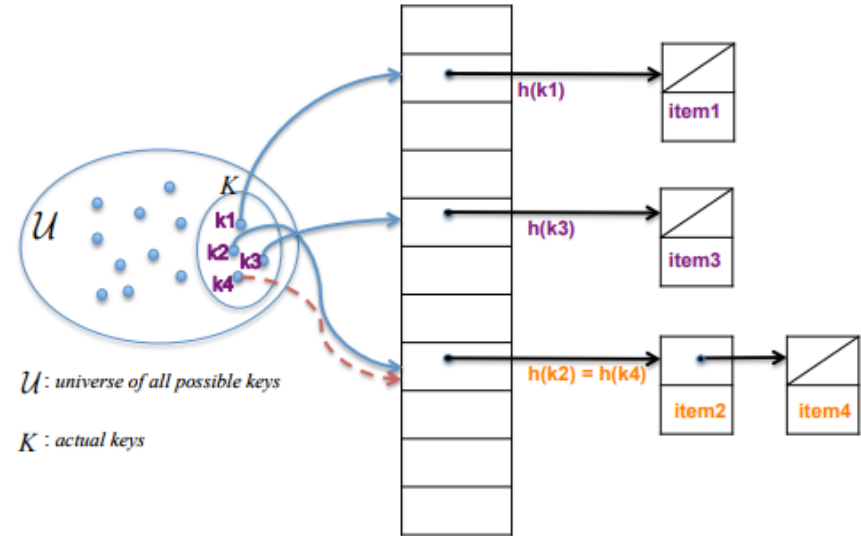 h(k1)
item1
K
U
k1
k2
k3
k4
h(k3)
item3
h(k2) = h(k4)
item2
item4
U : universe of all possible keys
K : actual keys